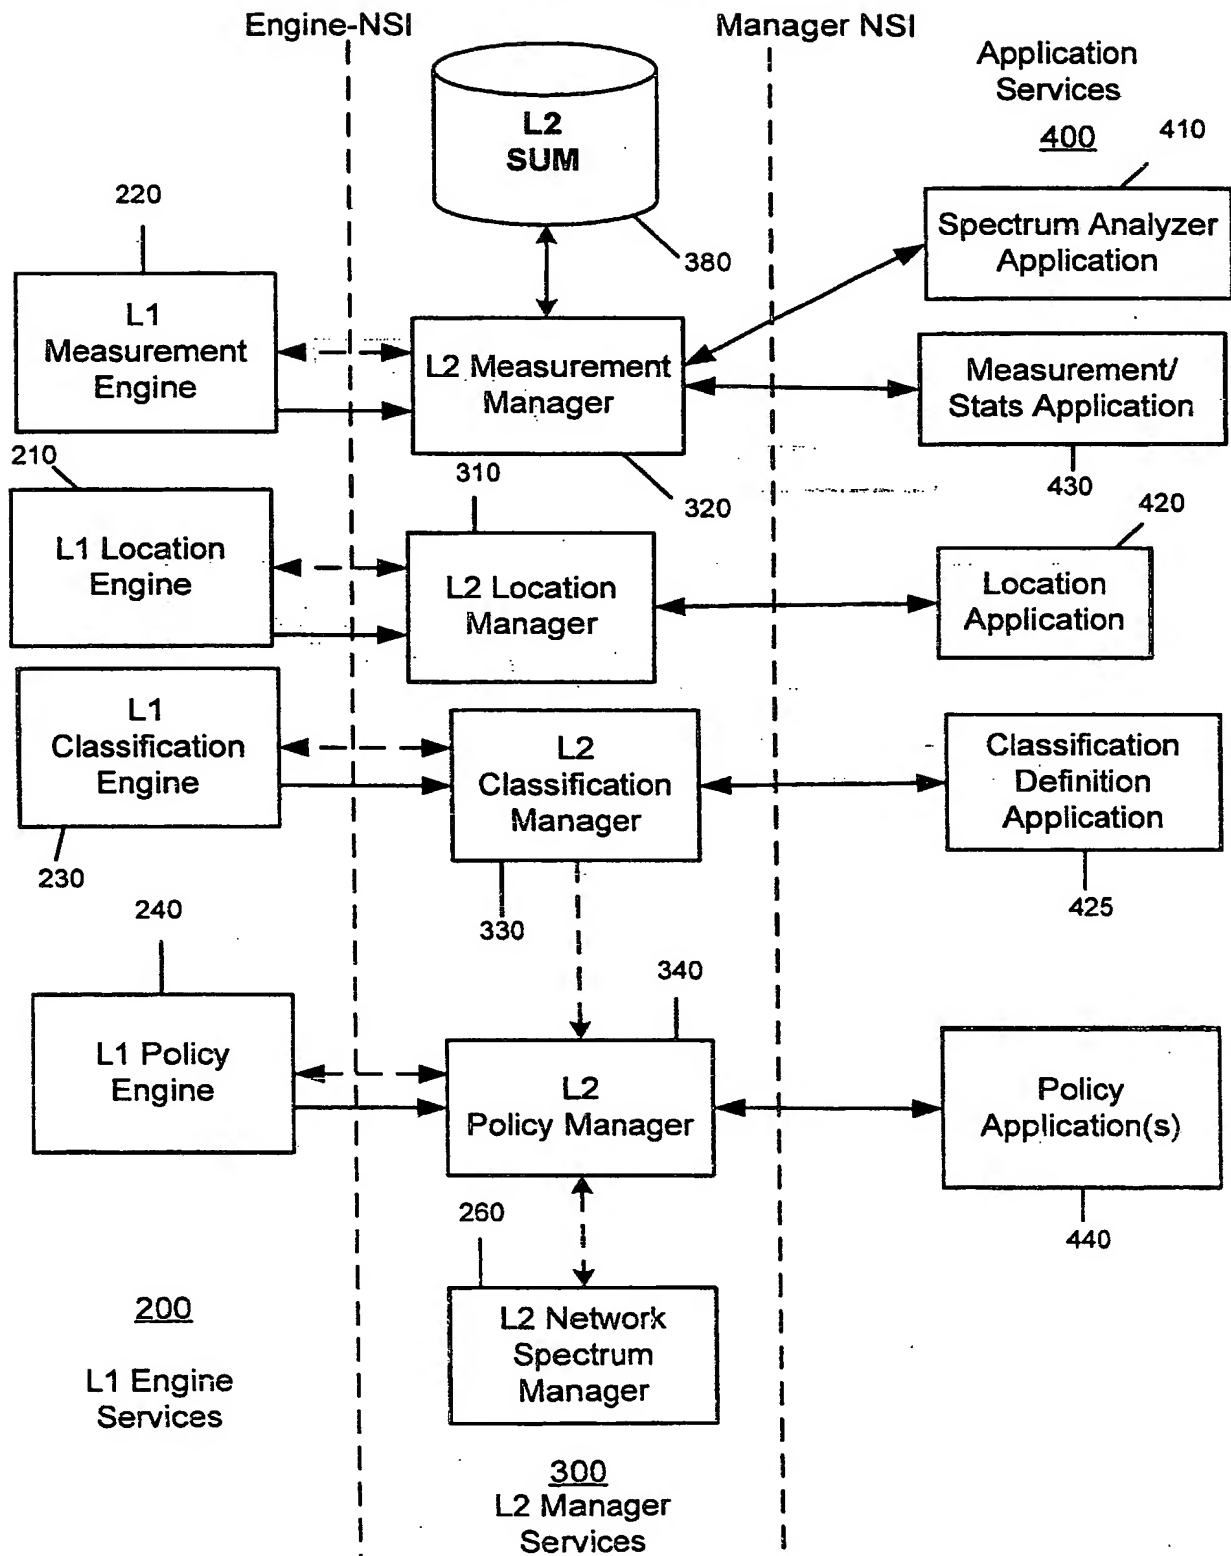 Engine-NSI
Manager NSI
Application
Services
400
L2
SUM
380
410
Spectrum Analyzer
Application
220
L1
Measurement
Engine
L2 Measurement
Manager
320
Measurement/
Stats Application
430
210
L1 Location
Engine
310
L2 Location
Manager
420
Location
Application
L1
Classification
Engine
230
L2
Classification
Manager
330
Classification
Definition
Application
425
240
L1 Policy
Engine
340
L2
Policy Manager
Policy
Application(s)
440
260
L2 Network
Spectrum
Manager
200
L1 Engine
Services
300
L2 Manager
Services